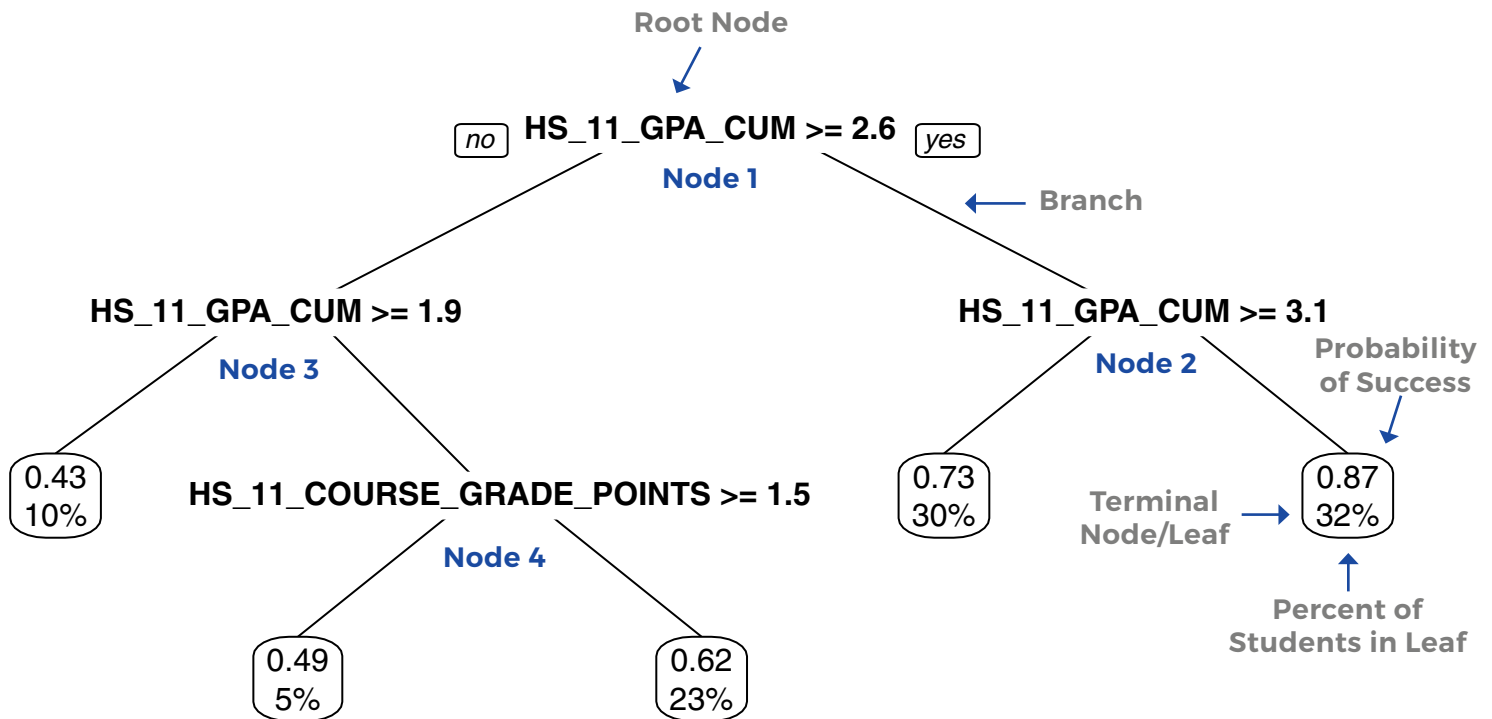 Root Node
no
HS_11_GPA_CUM >= 2.6
yes
Node 1
Branch
HS_11_GPA_CUM >= 1.9
HS_11_GPA_CUM >= 3.1
Node 3
Node 2
Probability
of Success
0.43
10%
HS_11_COURSE_GRADE_POINTS >= 1.5
0.73
30%
0.87
32%
Terminal
Node/Leaf
Node 4
Percent of
Students in Leaf
0.49
5%
0.62
23%